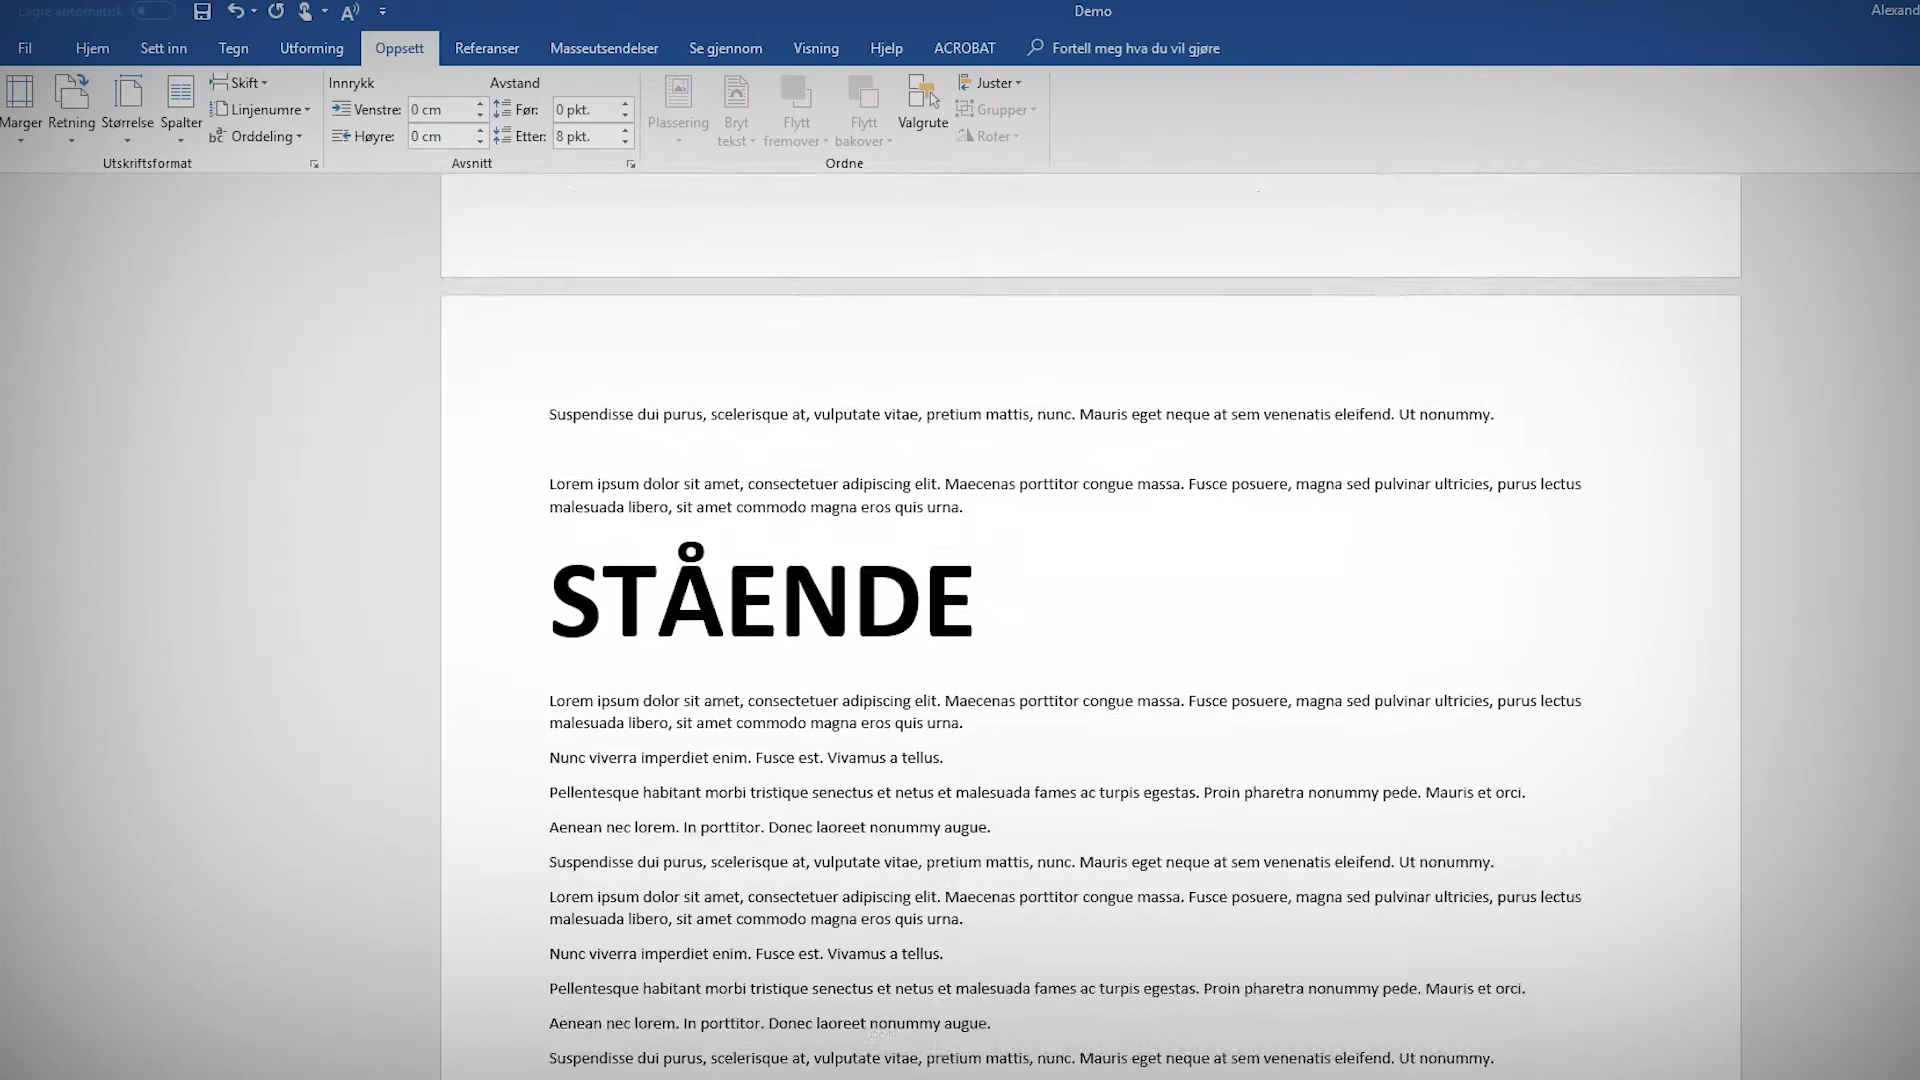 Lagre automatisk
Demo
Alexand
Fil Hjem Sett inn Tegn Utforming Oppsett Referanser Masseutsendelser Se gjennom Visning Hjelp ACROBAT Fortell meg hva du vil gjøre
Marger Retning Størrelse Spalter
Skift
Linjenumre
Orddeling
Utskriftsformat
Innrykk Avstand
Venstre: 0 cm Før: 0 pkt.
Høyre: 0 cm Etter: 8 pkt.
Avsnitt
Plassering Bryt tekst Flytt fremover Flytt bakover Valgrute
Juster
Grupper
Roter
Ordne
Suspendisse dui purus, scelerisque at, vulputate vitae, pretium mattis, nunc. Mauris eget neque at sem venenatis eleifend. Ut nonummy.
Lorem ipsum dolor sit amet, consectetuer adipiscing elit. Maecenas porttitor congue massa. Fusce posuere, magna sed pulvinar ultricies, purus lectus
malesuada libero, sit amet commodo magna eros quis urna.
STÅENDE
Lorem ipsum dolor sit amet, consectetuer adipiscing elit. Maecenas porttitor congue massa. Fusce posuere, magna sed pulvinar ultricies, purus lectus
malesuada libero, sit amet commodo magna eros quis urna.
Nunc viverra imperdiet enim. Fusce est. Vivamus a tellus.
Pellentesque habitant morbi tristique senectus et netus et malesuada fames ac turpis egestas. Proin pharetra nonummy pede. Mauris et orci.
Aenean nec lorem. In porttitor. Donec laoreet nonummy augue.
Suspendisse dui purus, scelerisque at, vulputate vitae, pretium mattis, nunc. Mauris eget neque at sem venenatis eleifend. Ut nonummy.
Lorem ipsum dolor sit amet, consectetuer adipiscing elit. Maecenas porttitor congue massa. Fusce posuere, magna sed pulvinar ultricies, purus lectus
malesuada libero, sit amet commodo magna eros quis urna.
Nunc viverra imperdiet enim. Fusce est. Vivamus a tellus.
Pellentesque habitant morbi tristique senectus et netus et malesuada fames ac turpis egestas. Proin pharetra nonummy pede. Mauris et orci.
Aenean nec lorem. In porttitor. Donec laoreet nonummy augue.
Suspendisse dui purus, scelerisque at, vulputate vitae, pretium mattis, nunc. Mauris eget neque at sem venenatis eleifend. Ut nonummy.